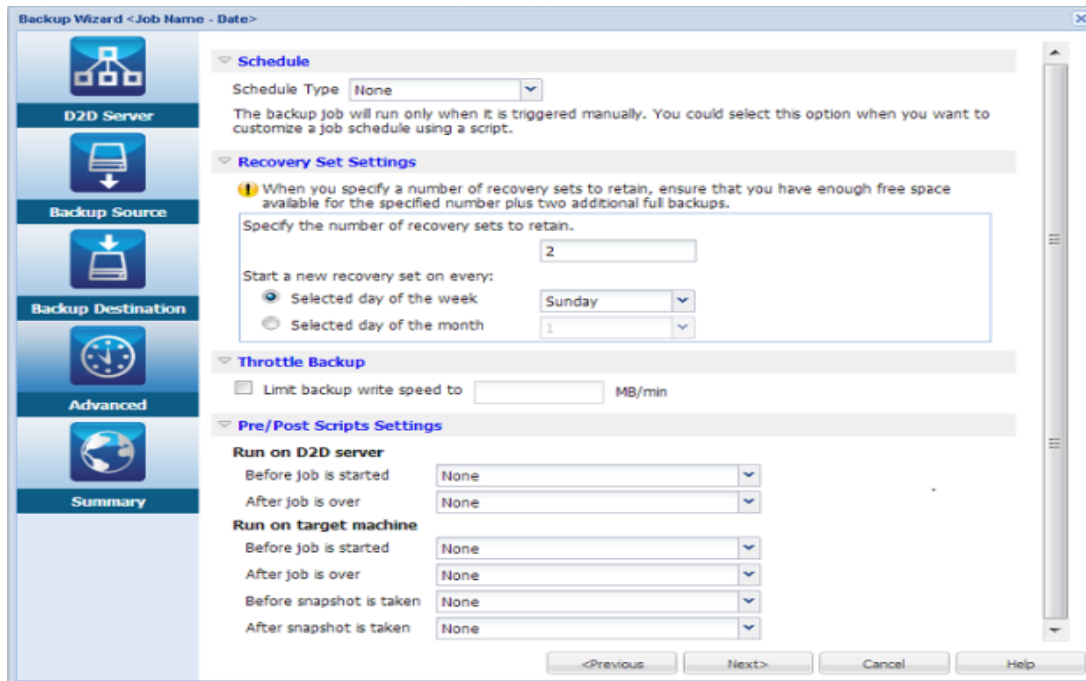 Backup Wizard <Job Name - Date>
D2D Server
Backup Source
Backup Destination
Advanced
Summary
Schedule
Schedule Type None
The backup job will run only when it is triggered manually. You could select this option when you want to
customize a job schedule using a script.
Recovery Set Settings
When you specify a number of recovery sets to retain, ensure that you have enough free space
available for the specified number plus two additional full backups.
Specify the number of recovery sets to retain.
2
Start a new recovery set on every:
Selected day of the week Sunday
Selected day of the month 1
Throttle Backup
Limit backup write speed to MB/min
Pre/Post Scripts Settings
Run on D2D server
Before job is started None
After job is over None
Run on target machine
Before job is started None
After job is over None
Before snapshot is taken None
After snapshot is taken None
<Previous Next> Cancel Help